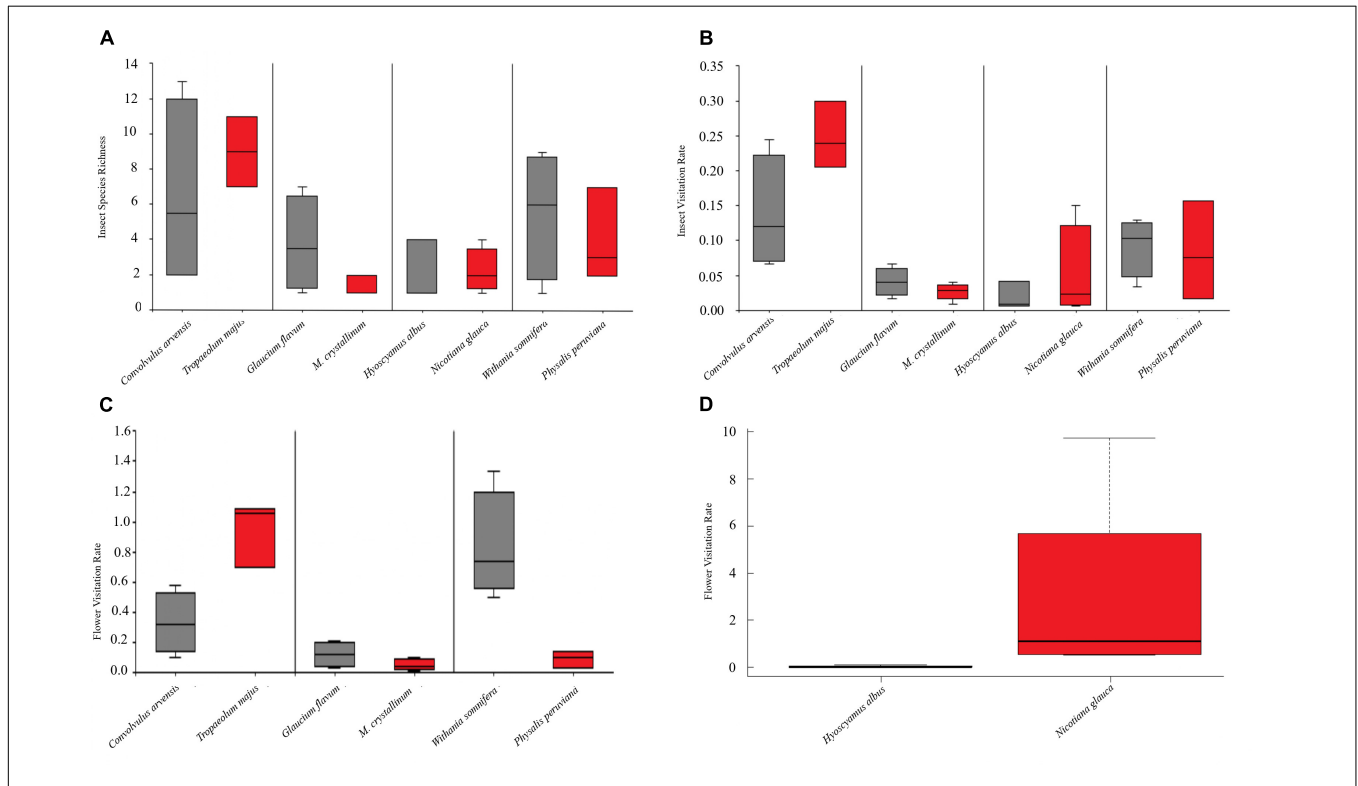 A
Insect Species Richness
14
12
10
8
6
4
2
0
Convolvulus arvensis
Tropaeolum majus
Glaucium flavum
M. crystallinum
Hyoscyamus albus
Nicotiana glauca
Withania somnifera
Physalis peruviana
B
Insect Visitation Rate
0.35
0.30
0.25
0.20
0.15
0.10
0.05
0.00
Convolvulus arvensis
Tropaeolum majus
Glaucium flavum
M. crystallinum
Hyoscyamus albus
Nicotiana glauca
Withania somnifera
Physalis peruviana
C
Flower Visitation Rate
1.6
1.4
1.2
1.0
0.8
0.6
0.4
0.2
0.0
Convolvulus arvensis
Tropaeolum majus
Glaucium flavum
M. crystallinum
Withania somnifera
Physalis peruviana
D
Flower Visitation Rate
10
8
6
4
2
0
Hyoscyamus albus
Nicotiana glauca